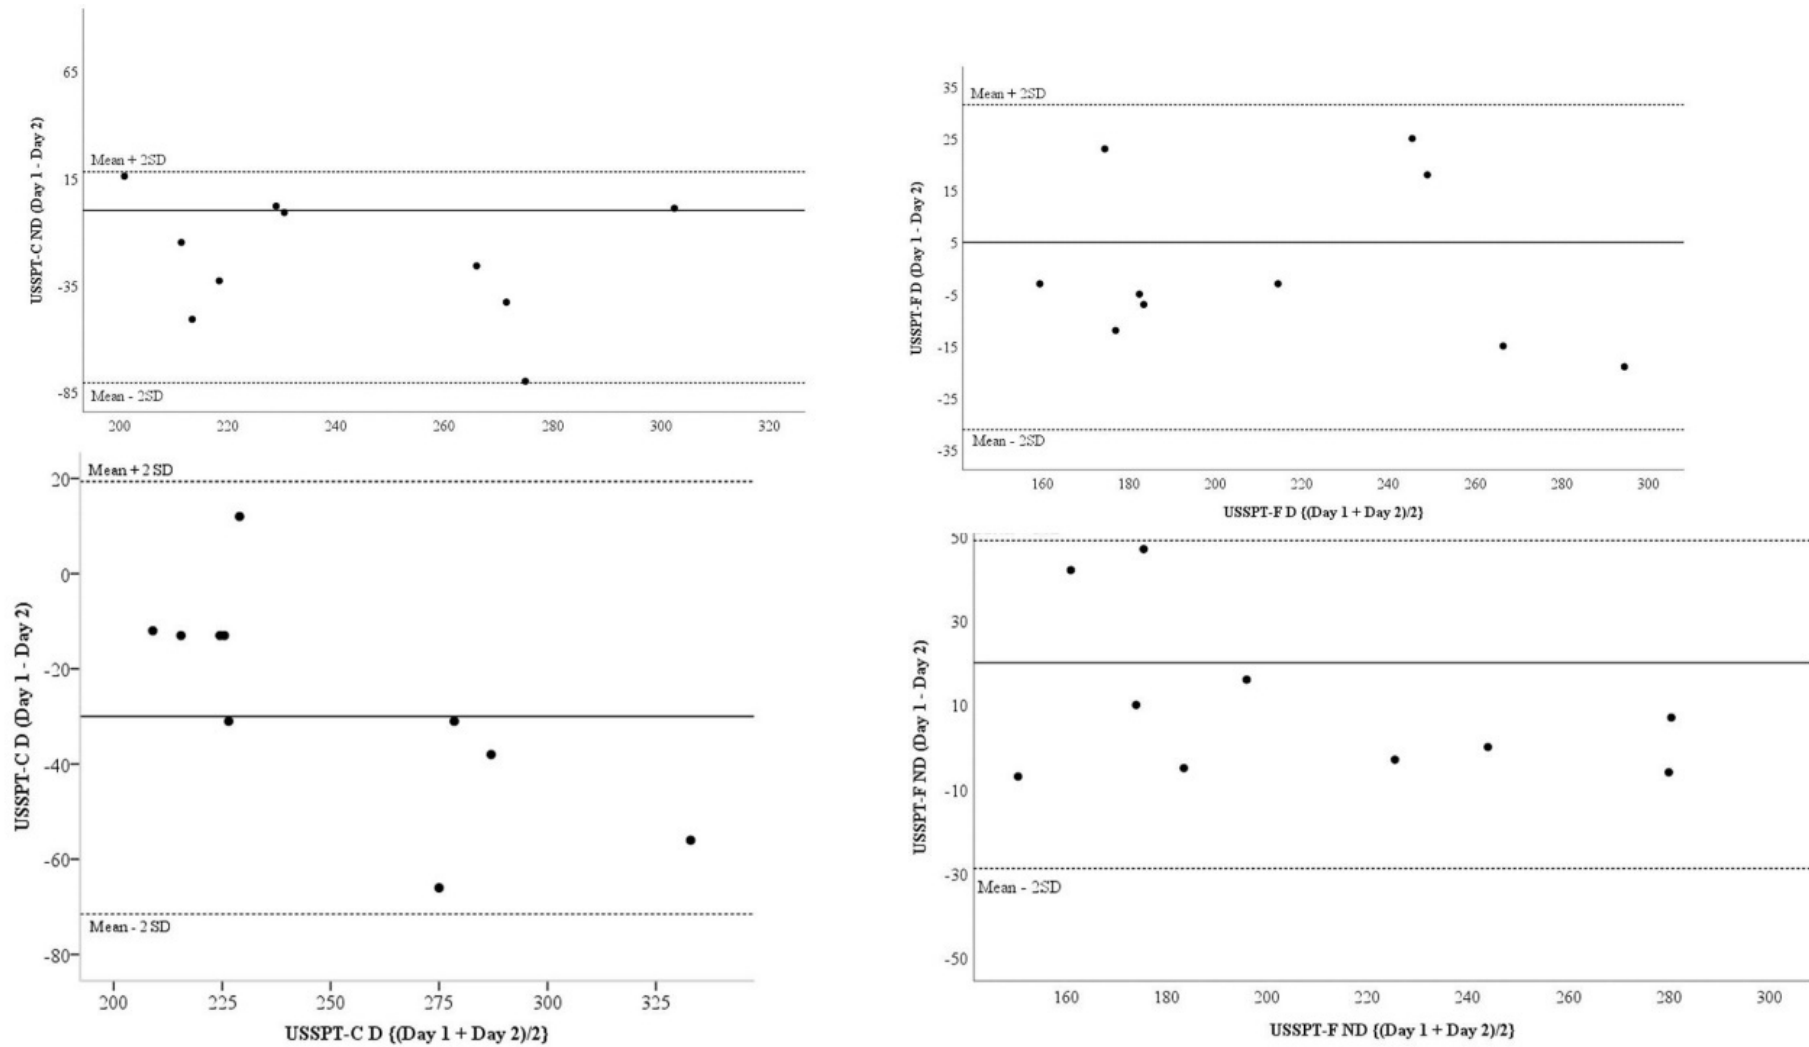 65
Mean + 2SD
15
-35
-85
Mean - 2SD
USSPT-C ND (Day 1 - Day 2)
200 220 240 260 280 300 320
35
Mean + 2SD
25
15
5
-5
-15
-25
Mean - 2SD
-35
USSPT-F D (Day 1 - Day 2)
160 180 200 220 240 260 280 300
USSPT-F D {(Day 1 + Day 2)/2}
Mean + 2 SD
20
0
-20
-40
-60
Mean - 2 SD
-80
USSPT-C D (Day 1 - Day 2)
200 225 250 275 300 325
USSPT-C D {(Day 1 + Day 2)/2}
50
30
10
-10
-30
Mean - 2SD
-50
USSPT-F ND (Day 1 - Day 2)
160 180 200 220 240 260 280 300
USSPT-F ND {(Day 1 + Day 2)/2}